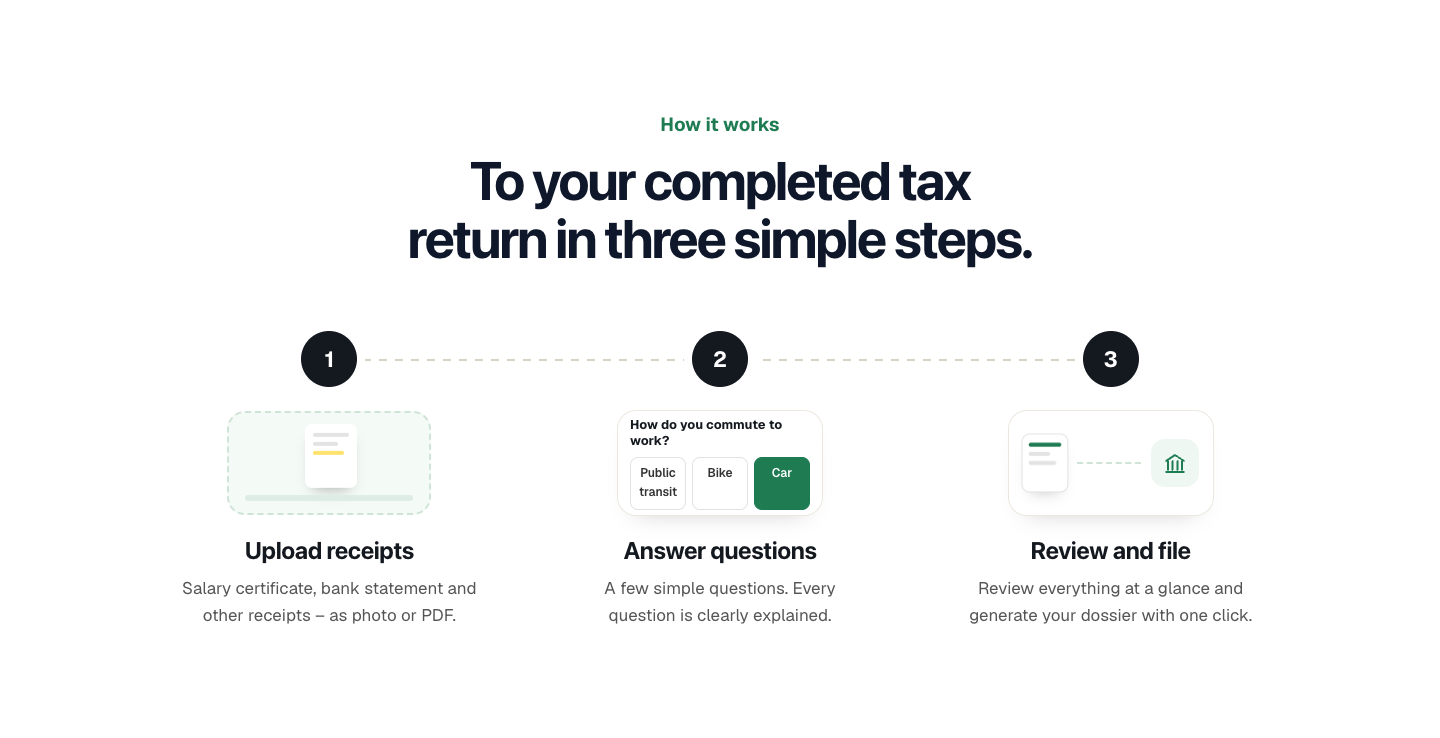 How it works
To your completed tax
return in three simple steps.
1
2
3
How do you commute to
work?
Public
transit
Bike
Car
Upload receipts
Salary certificate, bank statement and
other receipts – as photo or PDF.
Answer questions
A few simple questions. Every
question is clearly explained.
Review and file
Review everything at a glance and
generate your dossier with one click.